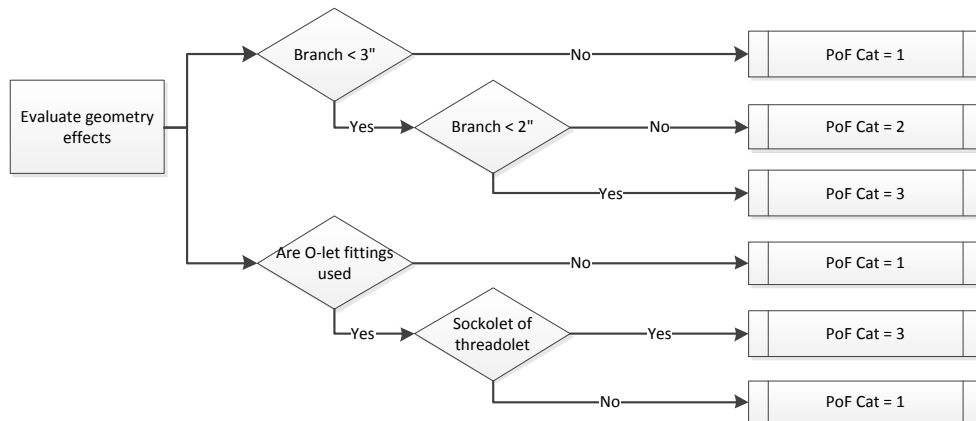 Branch < 3"
No
PoF Cat = 1
Evaluate geometry
effects
Yes
Branch < 2"
No
PoF Cat = 2
Yes
PoF Cat = 3
Are O-let fittings
used
No
PoF Cat = 1
Yes
Sockolet of
threadolet
Yes
PoF Cat = 3
No
PoF Cat = 1